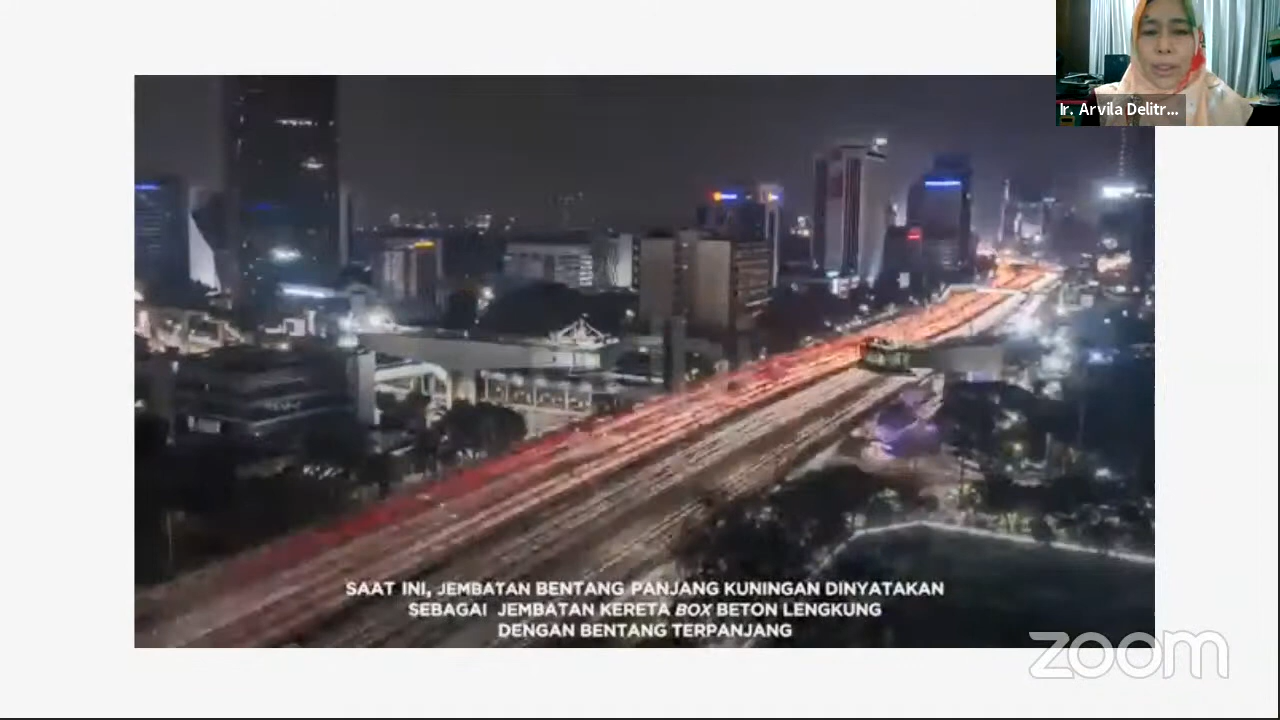 Ir. Arvila Delitr...
SAAT INI, JEMBATAN BENTANG PANJANG KUNINGAN DINYATAKAN
SEBAGAI JEMBATAN KERETA BOX BETON LENGKUNG
DENGAN BENTANG TERPANJANG
zoom